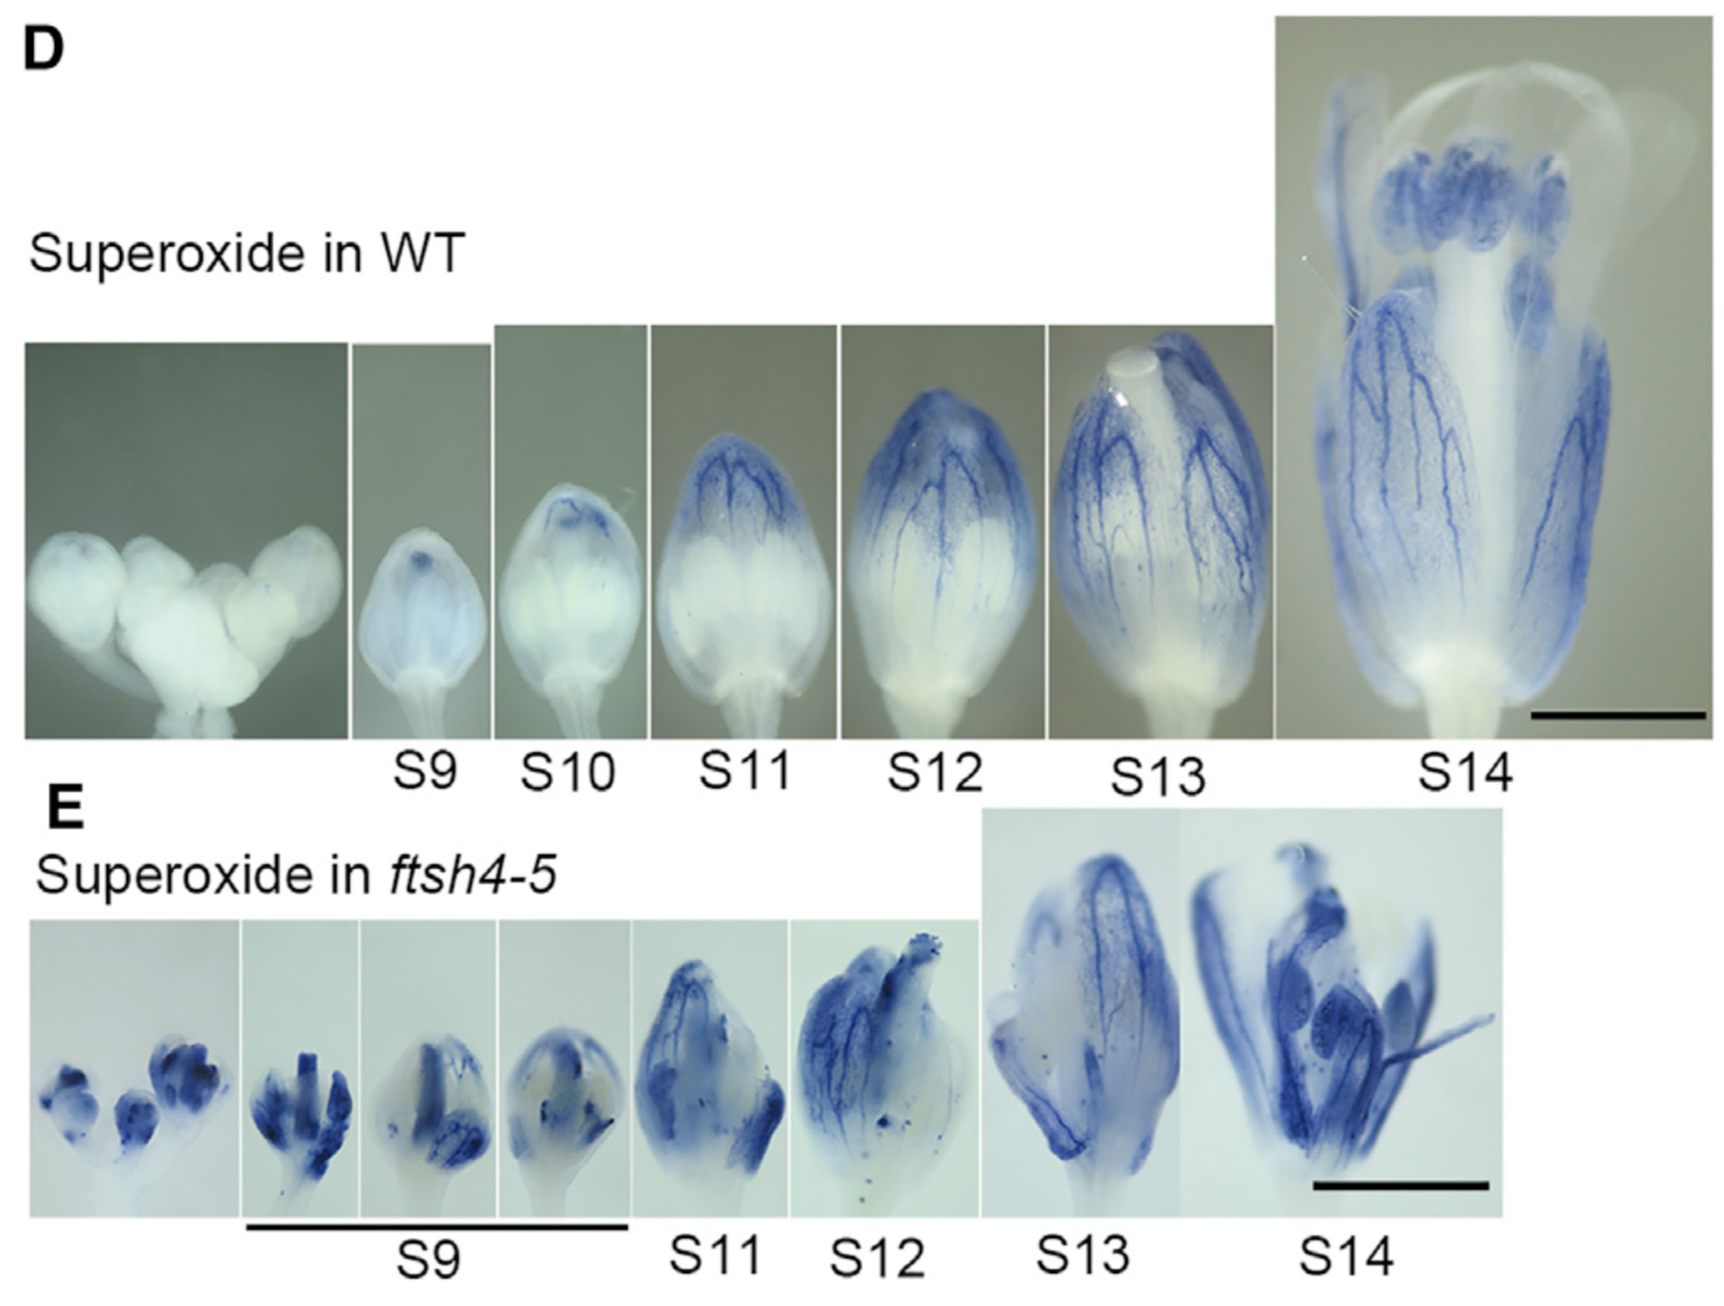 D
Superoxide in WT
S9 S10 S11 S12 S13 S14
E
Superoxide in ftsh4-5
S9 S11 S12 S13 S14